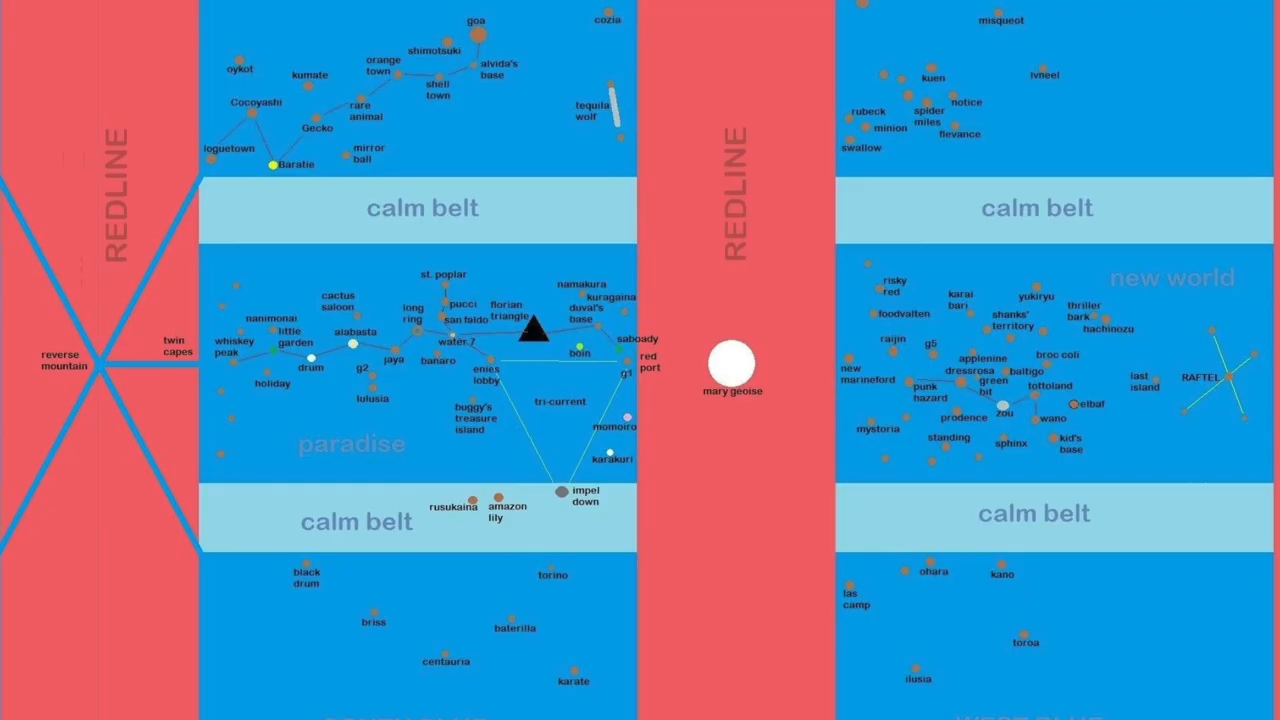 goa
cozia
misqueot
shimotsuki
orange
town
alvida's
base
oykot
kumate
shell
town
kuen
ivneel
Cocoyashi
rare
animal
tequila
wolf
notice
rubeck
spider
miles
Gecko
minion
flevance
loguetown
mirror
ball
swallow
Baratie
REDLINE
REDLINE
calm belt
calm belt
st. poplar
namakura
new world
cactus
saloon
long
ring
pucci
florian
triangle
kuragaina
duval's
base
risky
red
karai
bari
yukiryu
thriller
bark
nanimonai
san faldo
foodvalten
shanks'
territory
hachinozu
little
garden
alabasta
whiskey
peak
water 7
saboady
raijin
g5
twin
capes
reverse
mountain
drum
jaya
banaro
boin
red
port
applenine
broc coli
g2
enies
lobby
g1
new
marineford
dressrosa
baltigo
last
island
RAFTEL
holiday
lulusia
mary geoise
punk
hazard
green
bit
tottoland
tri-current
buggy's
treasure
island
zou
elbaf
momoiro
prodence
wano
paradise
mystoria
standing
sphinx
kid's
base
karakuri
impel
down
rusukaina
amazon
lily
calm belt
calm belt
black
drum
torino
ohara
kano
las
camp
briss
baterilla
toroa
centauria
karate
ilusia